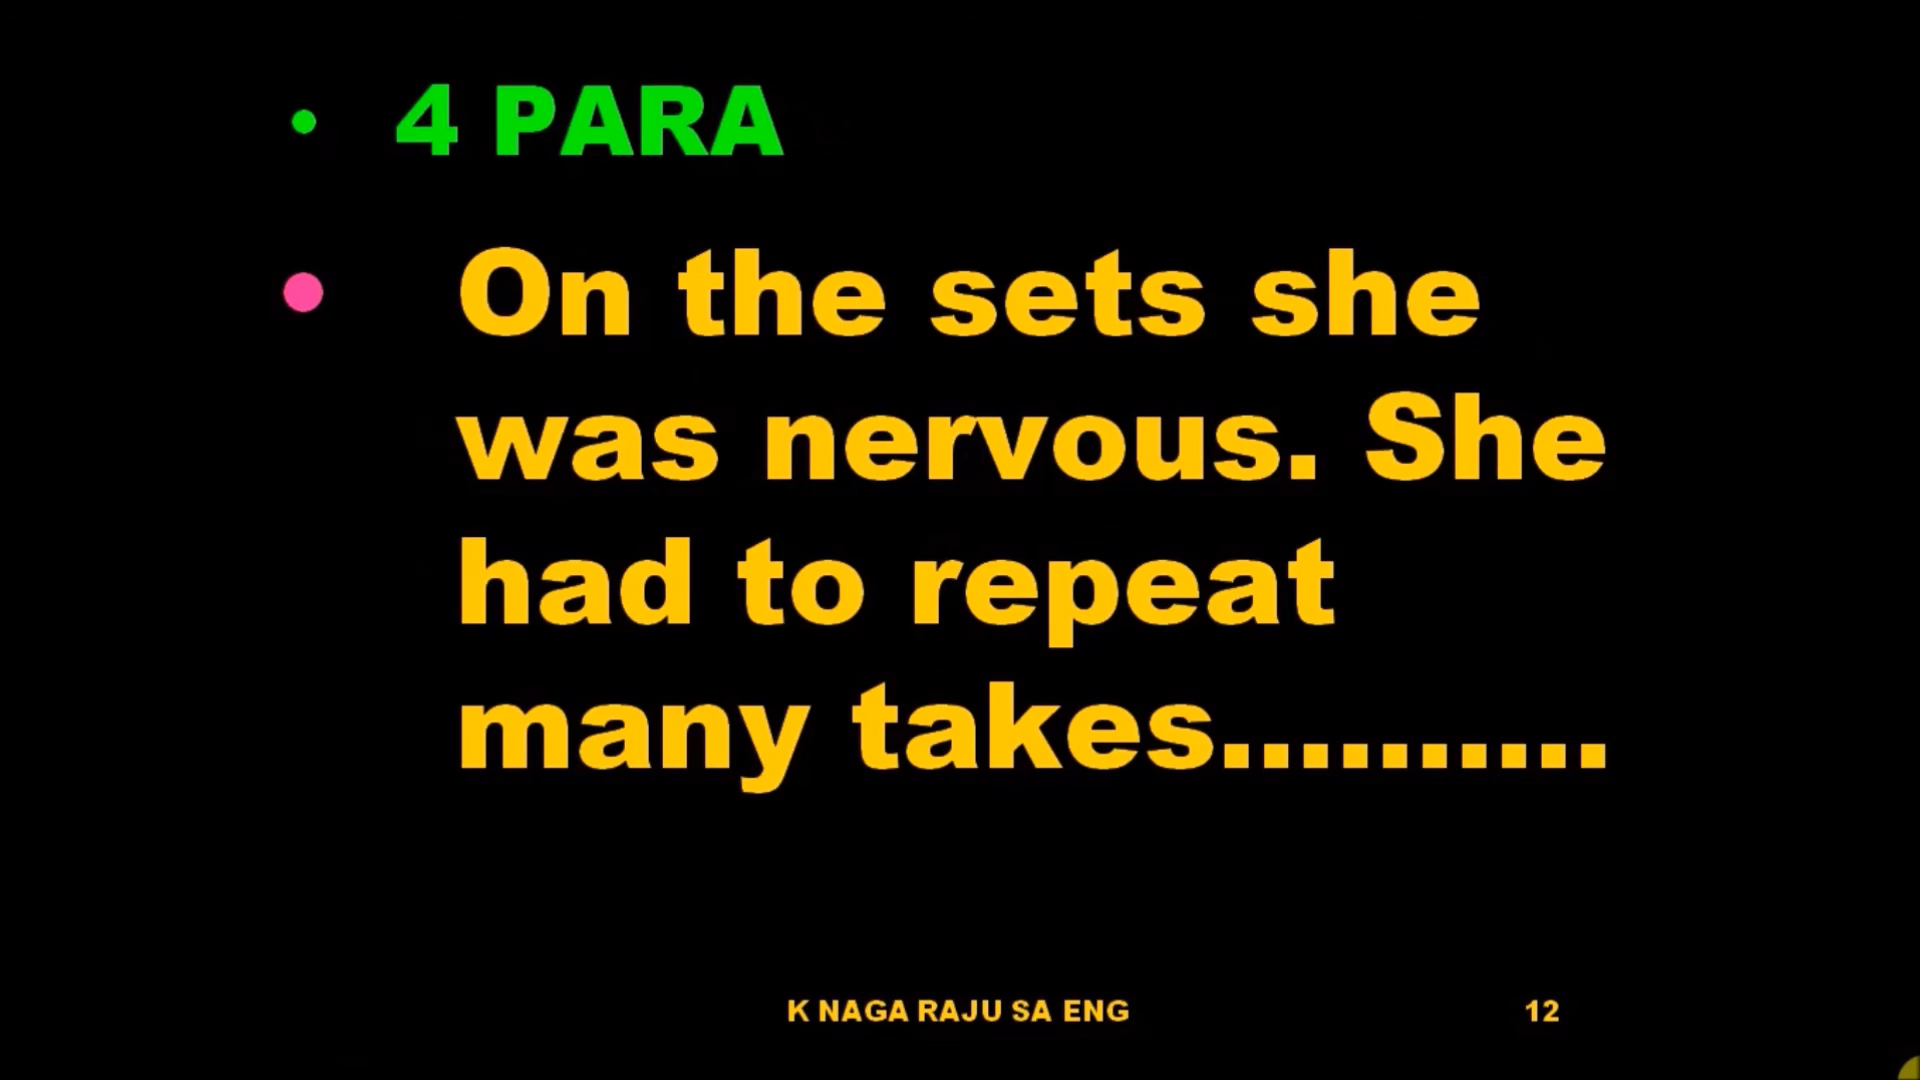 • 4 PARA
• On the sets she
was nervous. She
had to repeat
many takes..........
K NAGA RAJU SA ENG 12